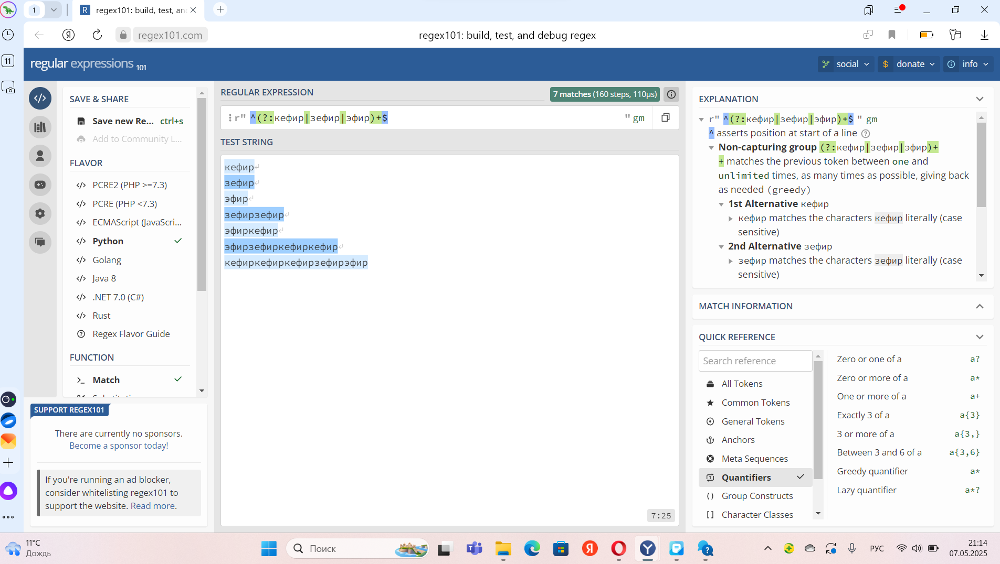 1
regex101: build, test, an
regex101.com
regex101: build, test, and debug regex
11
regular expressions 101
social
donate
info
SAVE & SHARE
Save new Re... ctrl+s
Add to Community L...
FLAVOR
PCRE2 (PHP >=7.3)
PCRE (PHP <7.3)
ECMAScript (JavaScri...
Python
Golang
Java 8
.NET 7.0 (C#)
Rust
Regex Flavor Guide
FUNCTION
Match
SUPPORT REGEX101
There are currently no sponsors.
Become a sponsor today!
If you're running an ad blocker,
consider whitelisting regex101 to
support the website. Read more.
REGULAR EXPRESSION
7 matches (160 steps, 110μs)
r" ^(?:кефир|зефир|эфир)+$ " gm
TEST STRING
кефир
зефир
эфир
зефирзефир
эфиркефир
эфирзефиркефиркефир
кефиркефиркефирзефирэфир
7:25
EXPLANATION
r" ^(?:кефир|зефир|эфир)+$ " gm
^ asserts position at start of a line
Non-capturing group (?:кефир|зефир|эфир)+
+ matches the previous token between one and
unlimited times, as many times as possible, giving back
as needed (greedy)
1st Alternative кефир
кефир matches the characters кефир literally (case
sensitive)
2nd Alternative зефир
зефир matches the characters зефир literally (case
sensitive)
MATCH INFORMATION
QUICK REFERENCE
Search reference
All Tokens
Common Tokens
General Tokens
Anchors
Meta Sequences
Quantifiers
Group Constructs
Character Classes
Zero or one of a a?
Zero or more of a a*
One or more of a a+
Exactly 3 of a a{3}
3 or more of a a{3,}
Between 3 and 6 of a a{3,6}
Greedy quantifier a*
Lazy quantifier a*?
11°C
Дождь
Поиск
РУС
21:14
07.05.2025